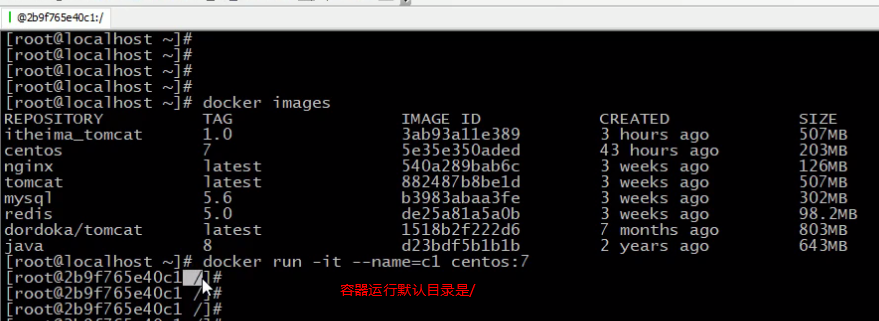 @2b9f765e40c1:/
[root@localhost ~]#
[root@localhost ~]#
[root@localhost ~]#
[root@localhost ~]#
[root@localhost ~]# docker images
REPOSITORY TAG IMAGE ID CREATED SIZE
itheima_tomcat 1.0 3ab93a11e389 3 hours ago 507MB
centos 7 5e35e350aded 43 hours ago 203MB
nginx latest 540a289bab6c 3 weeks ago 126MB
tomcat latest 882487b8be1d 3 weeks ago 507MB
mysql 5.6 b3983abaa3fe 3 weeks ago 302MB
redis 5.0 de25a81a5a0b 3 weeks ago 98.2MB
dordoka/tomcat latest 1518b2f222d6 7 months ago 803MB
java 8 d23bdf5b1b1b 2 years ago 643MB
[root@localhost ~]# docker run -it --name=c1 centos:7
[root@2b9f765e40c1 /]#
[root@2b9f765e40c1 /]#
容器运行默认目录是/
[root@2b9f765e40c1 /]#